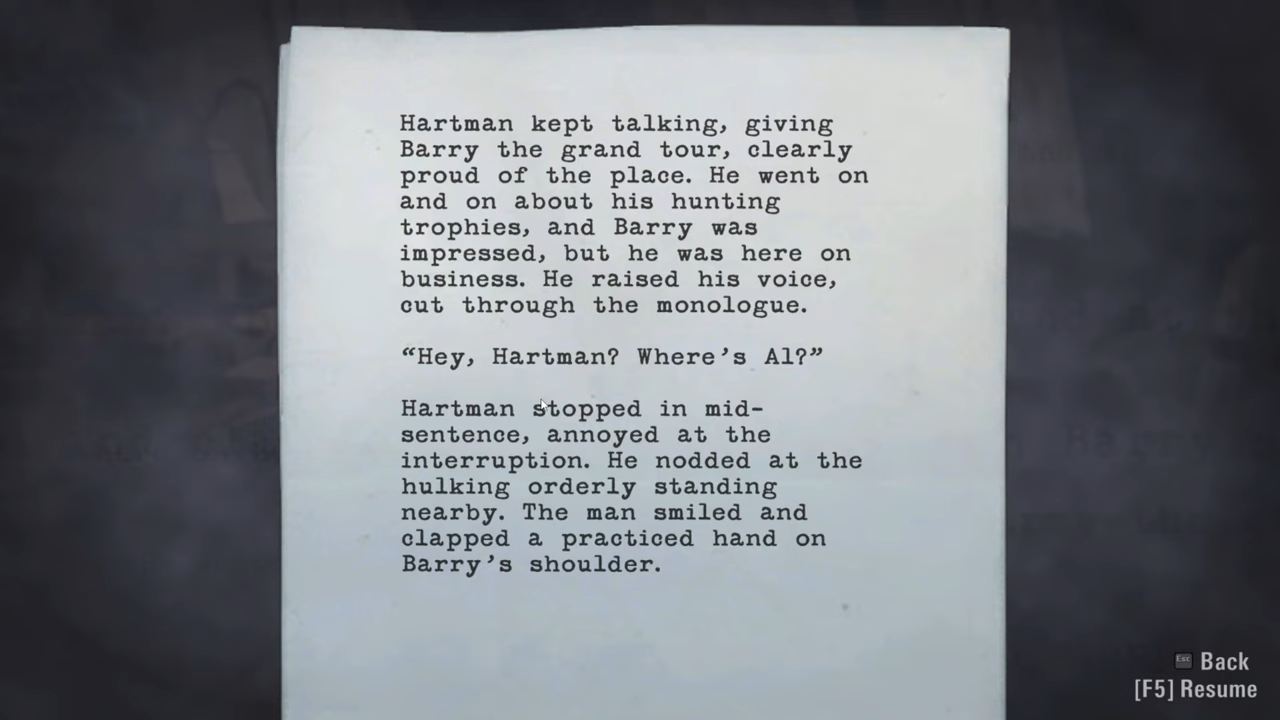 Hartman kept talking, giving
Barry the grand tour, clearly
proud of the place. He went on
and on about his hunting
trophies, and Barry was
impressed, but he was here on
business. He raised his voice,
cut through the monologue.
“Hey, Hartman? Where’s Al?”
Hartman stopped in mid-
sentence, annoyed at the
interruption. He nodded at the
hulking orderly standing
nearby. The man smiled and
clapped a practiced hand on
Barry’s shoulder.
Esc Back
[F5] Resume